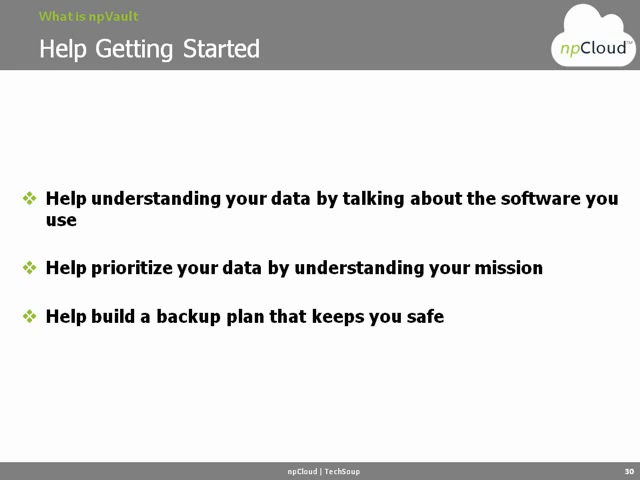 What is npVault
Help Getting Started
npCloud™
❖ Help understanding your data by talking about the software you
use
❖ Help prioritize your data by understanding your mission
❖ Help build a backup plan that keeps you safe
npCloud | TechSoup
30